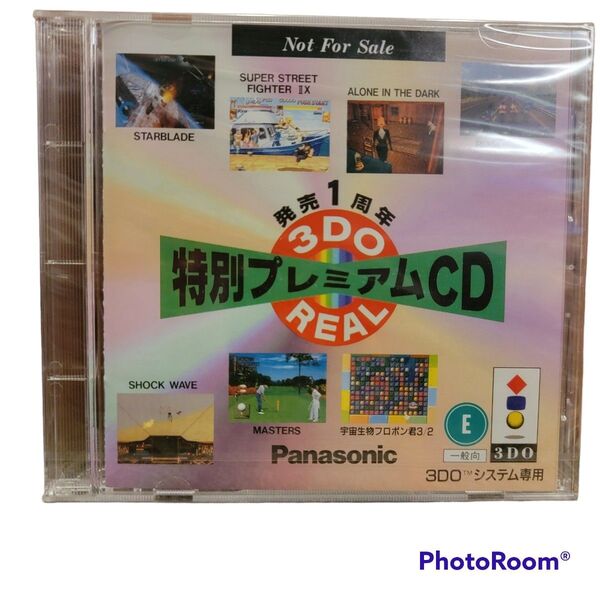 Not For Sale
STARBLADE
SUPER STREET
FIGHTER ⅡX
ALONE IN THE DARK
発売1周年
3DO
特別プレミアムCD
REAL
SHOCK WAVE
MASTERS
宇宙生物フロポン君3/2
Panasonic
E
一般向
3DO
3DO™システム専用
PhotoRoom®